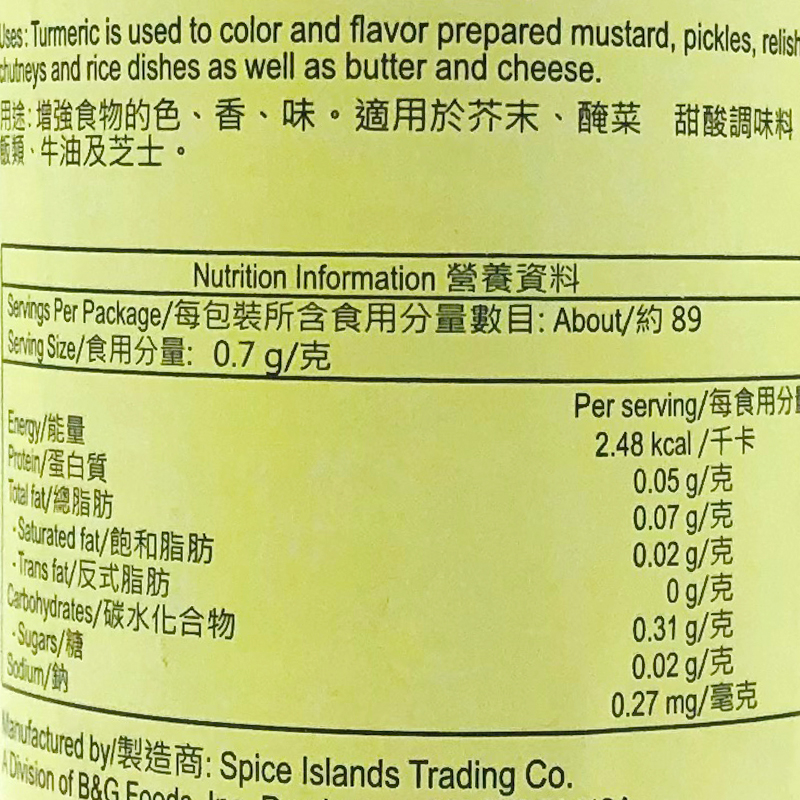 Uses: Turmeric is used to color and flavor prepared mustard, pickles, relish
chutneys and rice dishes as well as butter and cheese.
用途: 增強食物的色、香、味。適用於芥末、醃菜 甜酸調味料
飯類、牛油及芝士。
Nutrition Information 營養資料
Servings Per Package/每包裝所含食用分量數目: About/約 89
Serving Size/食用分量: 0.7 g/克
Per serving/每食用分量
Energy/能量 2.48 kcal /千卡
Protein/蛋白質 0.05 g/克
Total fat/總脂肪 0.07 g/克
-Saturated fat/飽和脂肪 0.02 g/克
-Trans fat/反式脂肪 0 g/克
Carbohydrates/碳水化合物 0.31 g/克
-Sugars/糖 0.02 g/克
Sodium/鈉 0.27 mg/毫克
Manufactured by/製造商: Spice Islands Trading Co.
A Division of B&G Foods, Inc.